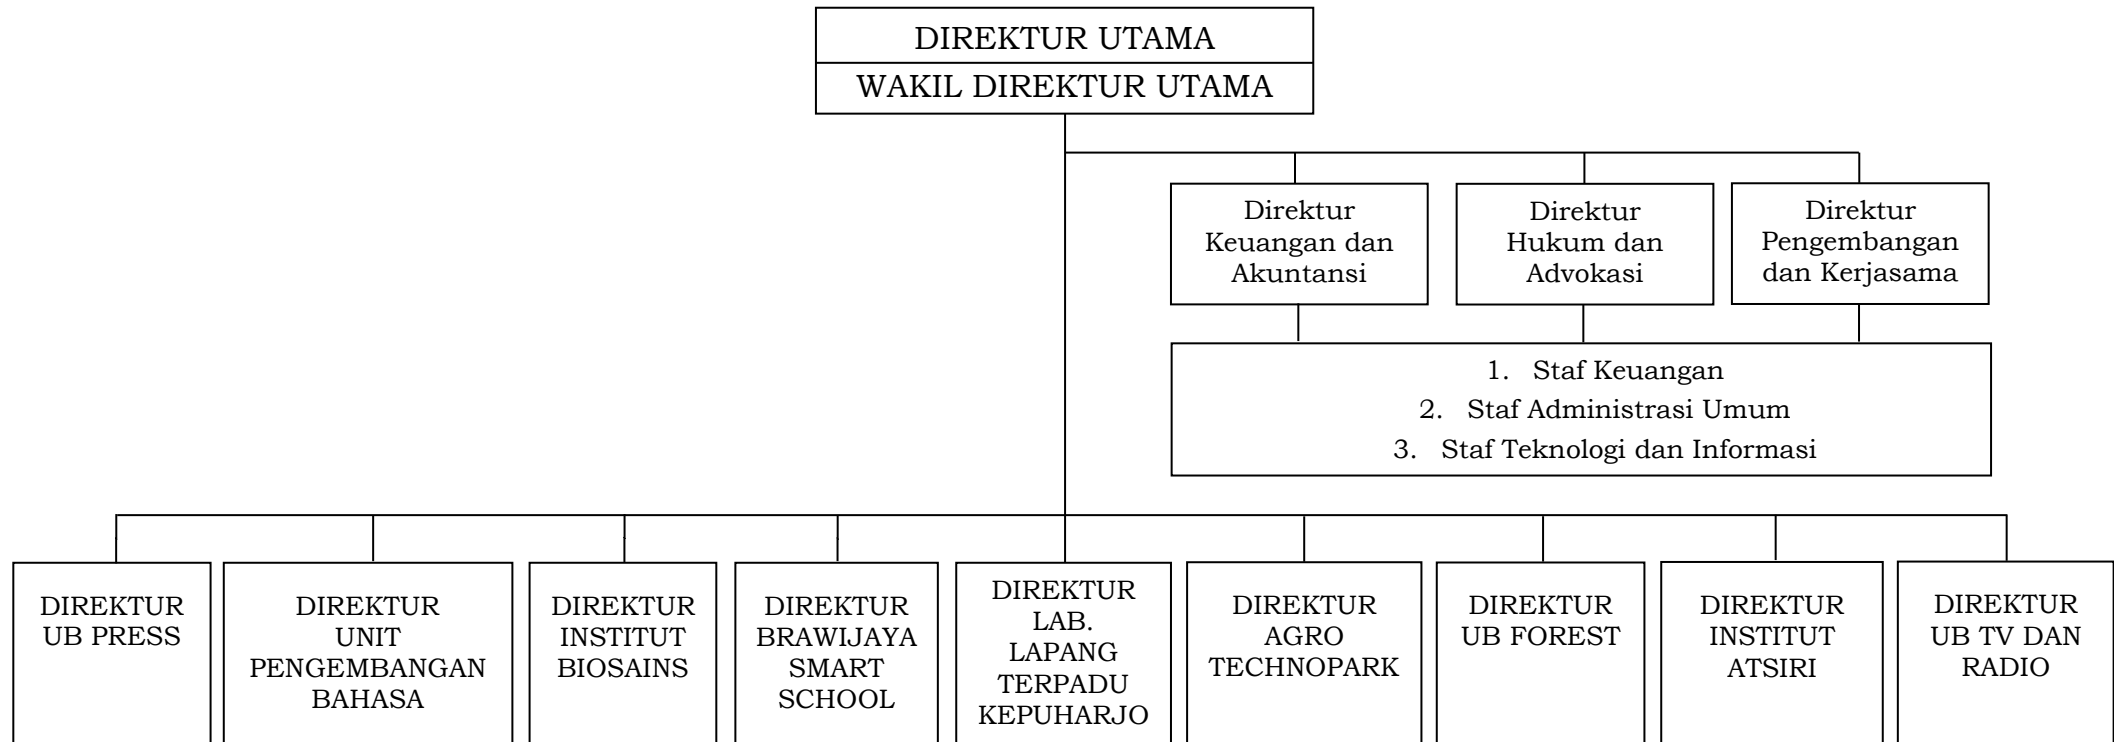 DIREKTUR UTAMA
WAKIL DIREKTUR UTAMA
Direktur
Keuangan dan
Akuntansi
Direktur
Hukum dan
Advokasi
Direktur
Pengembangan
dan Kerjasama
1. Staf Keuangan
2. Staf Administrasi Umum
3. Staf Teknologi dan Informasi
DIREKTUR
UB PRESS
DIREKTUR
UNIT
PENGEMBANGAN
BAHASA
DIREKTUR
INSTITUT
BIOSAINS
DIREKTUR
BRAWIJAYA
SMART
SCHOOL
DIREKTUR
LAB.
LAPANG
TERPADU
KEPUHARJO
DIREKTUR
AGRO
TECHNOPARK
DIREKTUR
UB FOREST
DIREKTUR
INSTITUT
ATSIRI
DIREKTUR
UB TV DAN
RADIO